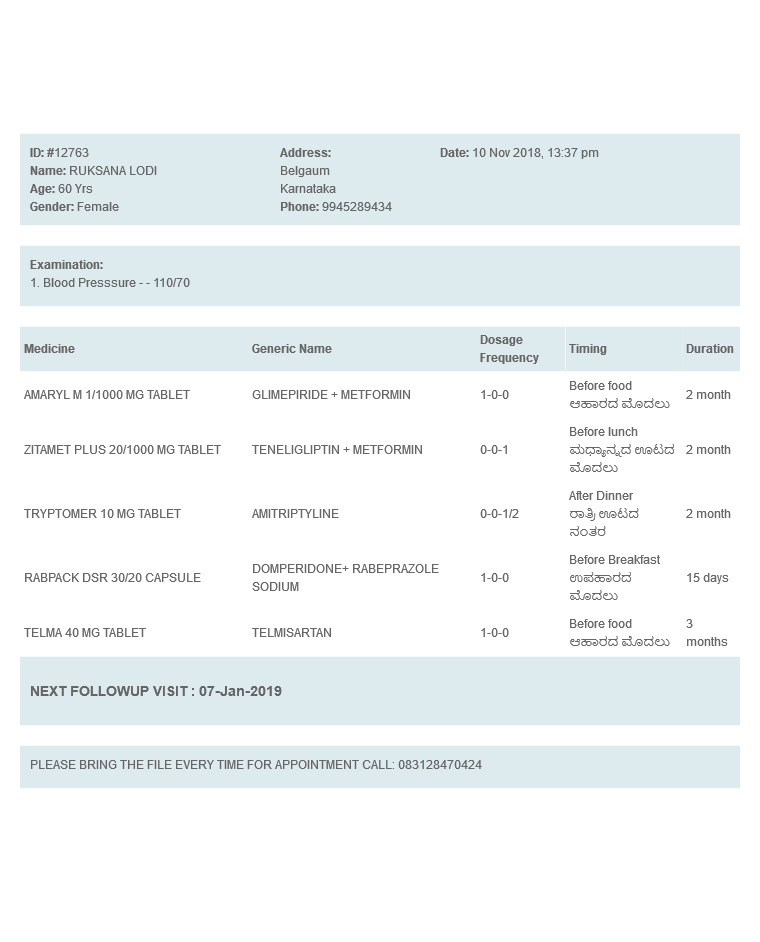 ID: #12763 Address: Date: 10 Nov 2018, 13:37 pm
Name: RUKSANA LODI Belgaum
Age: 60 Yrs Karnataka
Gender: Female Phone: 9945289434
Examination:
1. Blood Presssure - - 110/70
Medicine Generic Name Dosage Frequency Timing Duration
AMARYL M 1/1000 MG TABLET GLIMEPIRIDE + METFORMIN 1-0-0 Before food 2 month
ಆಹಾರದ ಮೊದಲು
ZITAMET PLUS 20/1000 MG TABLET TENELIGLIPTIN + METFORMIN 0-0-1 Before lunch 2 month
ಮಧ್ಯಾನ್ನದ ಊಟದ
ಮೊದಲು
TRYPTOMER 10 MG TABLET AMITRIPTYLINE 0-0-1/2 After Dinner 2 month
ರಾತ್ರಿ ಊಟದ
ನಂತರ
RABPACK DSR 30/20 CAPSULE DOMPERIDONE+ RABEPRAZOLE SODIUM 1-0-0 Before Breakfast 15 days
ಉಪಹಾರದ
ಮೊದಲು
TELMA 40 MG TABLET TELMISARTAN 1-0-0 Before food 3 months
ಆಹಾರದ ಮೊದಲು
NEXT FOLLOWUP VISIT : 07-Jan-2019
PLEASE BRING THE FILE EVERY TIME FOR APPOINTMENT CALL: 083128470424